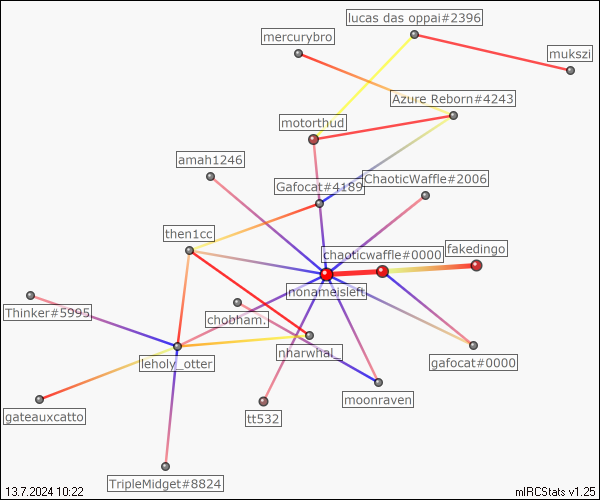 lucas das oppai#2396
mercurybro
mukszi
Azure Reborn#4243
motorthud
amah1246
ChaoticWaffle#2006
Gafocat#4189
then1cc
fakedingo
chaoticwaffle#0000
nonameisleft
Thinker#5995
chobham.
nharwhal_
leholy_otter
gafocat#0000
moonraven
gateauxcatto
tt532
TripleMidget#8824
13.7.2024 10:22
mIRCStats v1.25